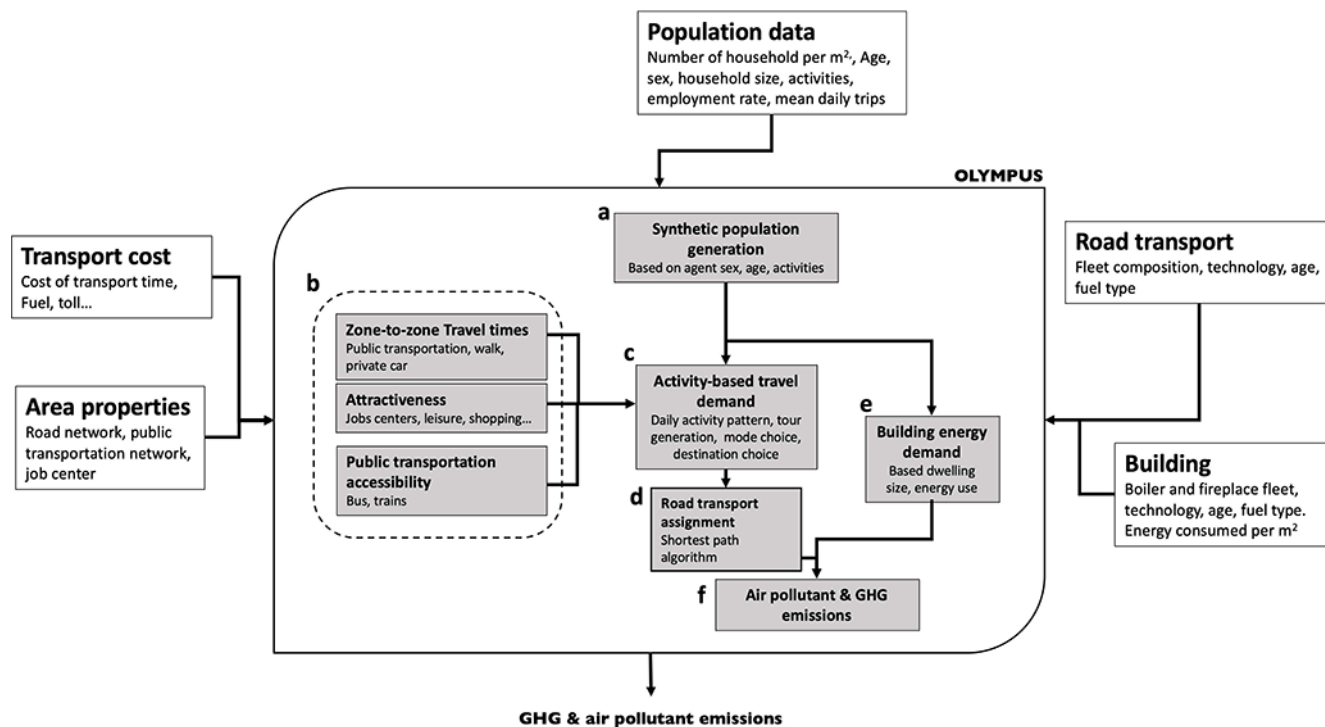 Population data
Number of household per m²·, Age,
sex, household size, activities,
employment rate, mean daily trips
OLYMPUS
Transport cost
Cost of transport time,
Fuel, toll...
Area properties
Road network, public
transportation network,
job center
a
Synthetic population
generation
Based on agent sex, age, activities
b
Zone-to-zone Travel times
Public transportation, walk,
private car
Attractiveness
Jobs centers, leisure, shopping...
Public transportation
accessibility
Bus, trains
c
Activity-based travel
demand
Daily activity pattern, tour
generation, mode choice,
destination choice
d
Road transport
assignment
Shortest path
algorithm
e
Building energy
demand
Based dwelling
size, energy use
f
Air pollutant & GHG
emissions
Road transport
Fleet composition, technology, age,
fuel type
Building
Boiler and fireplace fleet,
technology, age, fuel type.
Energy consumed per m²
GHG & air pollutant emissions